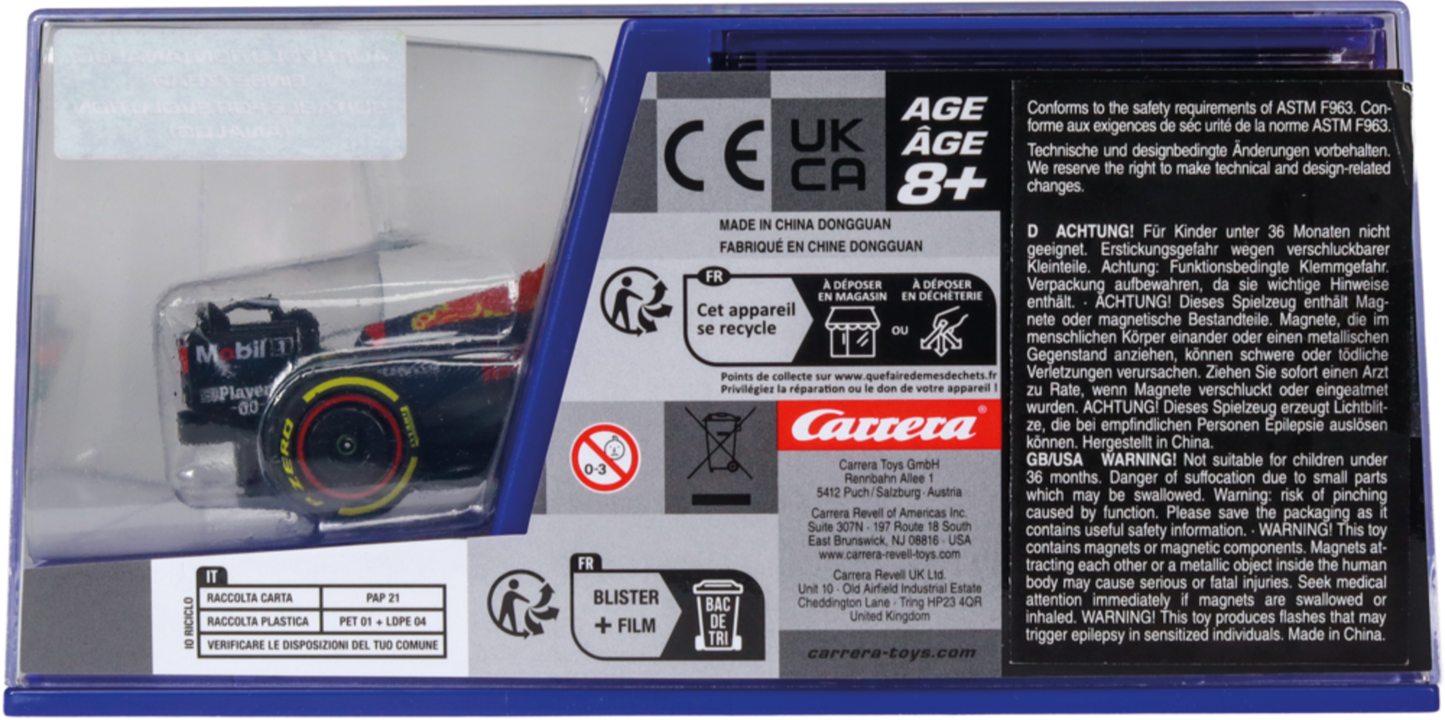 Mobil 1
Player
00
P ZERO
AGE
ÂGE
8+
CE
UK
CA
MADE IN CHINA DONGGUAN
FABRIQUÉ EN CHINE DONGGUAN
FR
Cet appareil
se recycle
À DÉPOSER
EN MAGASIN
OU
À DÉPOSER
EN DÉCHÈTERIE
Points de collecte sur www.quefairedemesdechets.fr
Privilégiez la réparation ou le don de votre appareil !
0-3
Carrera®
Carrera Toys GmbH
Rennbahn Allee 1
5412 Puch / Salzburg · Austria
Carrera Revell of Americas Inc.
Suite 307N · 197 Route 18 South
East Brunswick, NJ 08816 · USA
www.carrera-revell-toys.com
Carrera Revell UK Ltd.
Unit 10 · Old Airfield Industrial Estate
Cheddington Lane · Tring HP23 4QR
United Kingdom
carrera-toys.com
IT
IO RICICLO
RACCOLTA CARTA PAP 21
RACCOLTA PLASTICA PET 01 + LDPE 04
VERIFICARE LE DISPOSIZIONI DEL TUO COMUNE
FR
BLISTER
+ FILM
BAC
DE
TRI
Conforms to the safety requirements of ASTM F963. Con-
forme aux exigences de séc urité de la norme ASTM F963.
Technische und designbedingte Änderungen vorbehalten.
We reserve the right to make technical and design-related
changes.
D ACHTUNG! Für Kinder unter 36 Monaten nicht
geeignet. Erstickungsgefahr wegen verschluckbarer
Kleinteile. Achtung: Funktionsbedingte Klemmgefahr.
Verpackung aufbewahren, da sie wichtige Hinweise
enthält. · ACHTUNG! Dieses Spielzeug enthält Mag-
nete oder magnetische Bestandteile. Magnete, die im
menschlichen Körper einander oder einen metallischen
Gegenstand anziehen, können schwere oder tödliche
Verletzungen verursachen. Ziehen Sie sofort einen Arzt
zu Rate, wenn Magnete verschluckt oder eingeatmet
wurden. ACHTUNG! Dieses Spielzeug erzeugt Lichtblit-
ze, die bei empfindlichen Personen Epilepsie auslösen
können. Hergestellt in China.
GB/USA WARNING! Not suitable for children under
36 months. Danger of suffocation due to small parts
which may be swallowed. Warning: risk of pinching
caused by function. Please save the packaging as it
contains useful safety information. · WARNING! This toy
contains magnets or magnetic components. Magnets at-
tracting each other or a metallic object inside the human
body may cause serious or fatal injuries. Seek medical
attention immediately if magnets are swallowed or
inhaled. WARNING! This toy produces flashes that may
trigger epilepsy in sensitized individuals. Made in China.